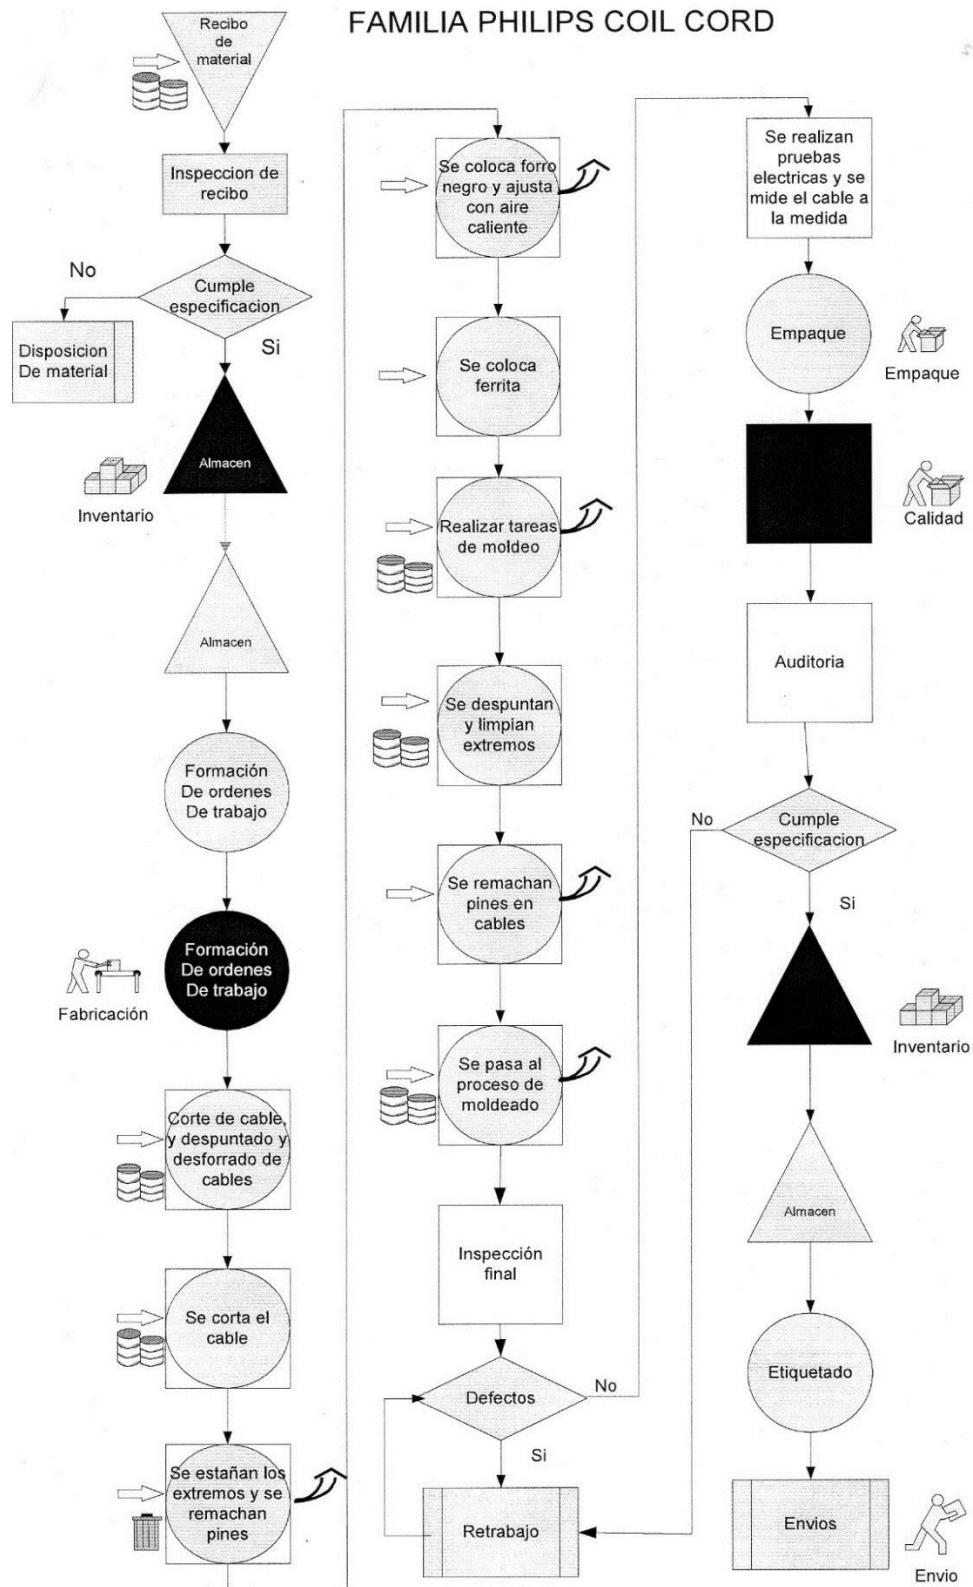 FAMILIA PHILIPS COIL CORD
Recibo
de
material
Inspeccion de
recibo
No
Cumple
especificacion
Si
Disposicion
De material
Almacen
Inventario
Almacen
Formación
De ordenes
De trabajo
Formación
De ordenes
De trabajo
Fabricación
Corte de cable,
y despuntado y
desforrado de
cables
Se corta el
cable
Se estañan los
extremos y se
remachan
pines
Se coloca forro
negro y ajusta
con aire
caliente
Se coloca
ferrita
Realizar tareas
de moldeo
Se despuntan
y limpian
extremos
Se remachan
pines en
cables
Se pasa al
proceso de
moldeado
Inspección
final
Defectos
No
Si
Retrabajo
Se realizan
pruebas
electricas y se
mide el cable a
la medida
Empaque
Empaque
Calidad
Auditoria
No
Cumple
especificacion
Si
Inventario
Almacen
Etiquetado
Envios
Envio